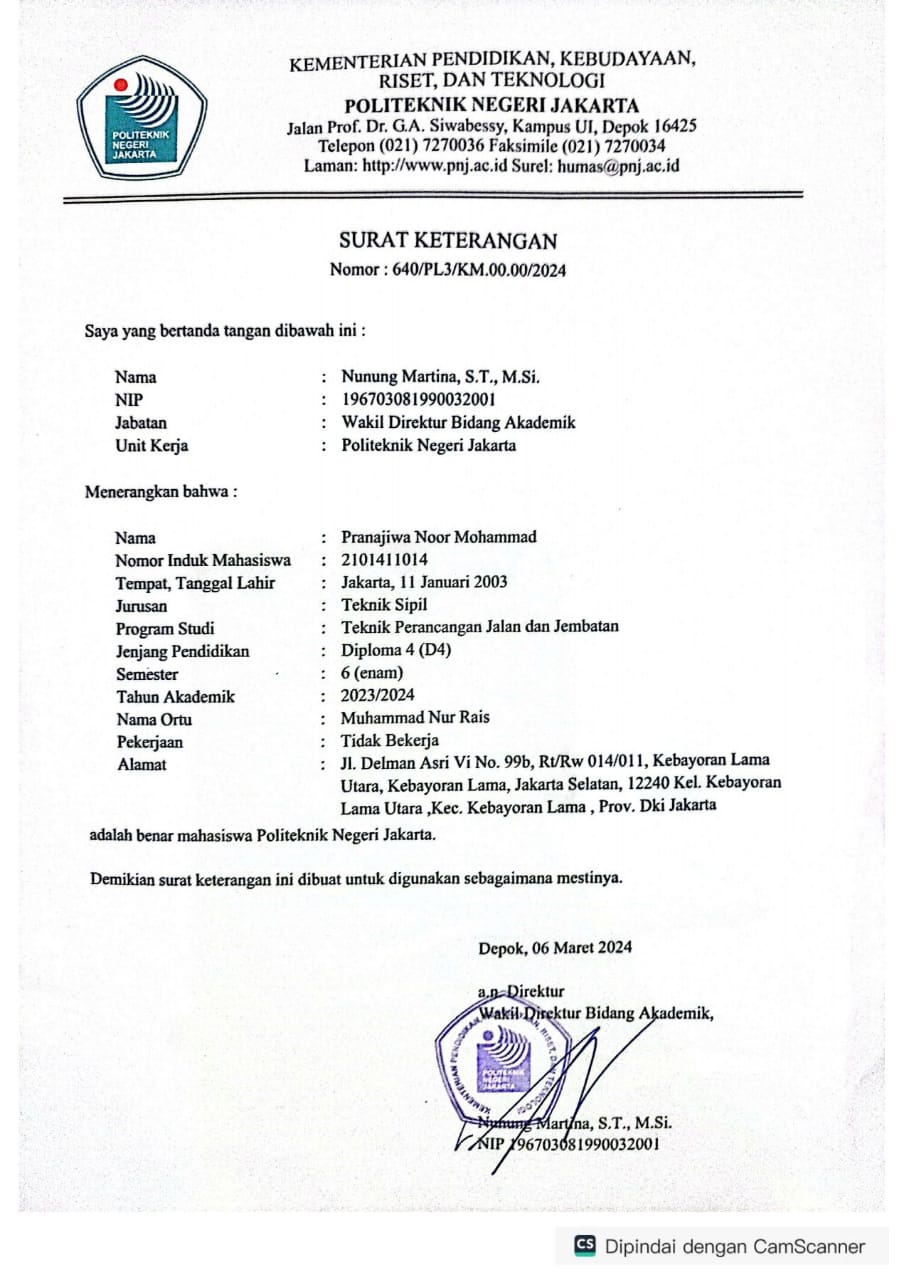 KEMENTERIAN PENDIDIKAN, KEBUDAYAAN,
RISET, DAN TEKNOLOGI
POLITEKNIK NEGERI JAKARTA
Jalan Prof. Dr. G.A. Siwabessy, Kampus UI, Depok 16425
Telepon (021) 7270036 Faksimile (021) 7270034
Laman: http://www.pnj.ac.id Surel: humas@pnj.ac.id
POLITEKNIK
NEGERI
JAKARTA
SURAT KETERANGAN
Nomor : 640/PL3/KM.00.00/2024
Saya yang bertanda tangan dibawah ini :
Nama : Nunung Martina, S.T., M.Si.
NIP : 196703081990032001
Jabatan : Wakil Direktur Bidang Akademik
Unit Kerja : Politeknik Negeri Jakarta
Menerangkan bahwa :
Nama : Pranajiwa Noor Mohammad
Nomor Induk Mahasiswa : 2101411014
Tempat, Tanggal Lahir : Jakarta, 11 Januari 2003
Jurusan : Teknik Sipil
Program Studi : Teknik Perancangan Jalan dan Jembatan
Jenjang Pendidikan : Diploma 4 (D4)
Semester : 6 (enam)
Tahun Akademik : 2023/2024
Nama Ortu : Muhammad Nur Rais
Pekerjaan : Tidak Bekerja
Alamat : Jl. Delman Asri Vi No. 99b, Rt/Rw 014/011, Kebayoran Lama
Utara, Kebayoran Lama, Jakarta Selatan, 12240 Kel. Kebayoran
Lama Utara ,Kec. Kebayoran Lama , Prov. Dki Jakarta
adalah benar mahasiswa Politeknik Negeri Jakarta.
Demikian surat keterangan ini dibuat untuk digunakan sebagaimana mestinya.
Depok, 06 Maret 2024
a.n. Direktur
Wakil Direktur Bidang Akademik,
KEMENTERIAN PENDIDIKAN, RISET, DAN TEKNOLOGI
POLITEKNIK
NEGERI
JAKARTA
Nunung Martina, S.T., M.Si.
NIP 196703081990032001
CS Dipindai dengan CamScanner